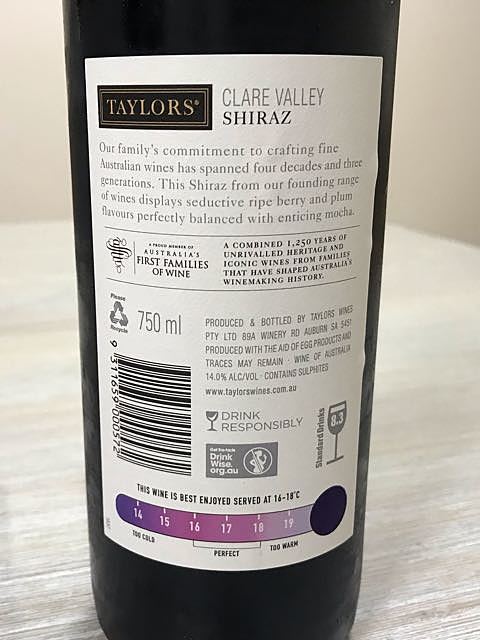 TAYLORS®
CLARE VALLEY
SHIRAZ
Our family's commitment to crafting fine
Australian wines has spanned four decades and three
generations. This Shiraz from our founding range
of wines displays seductive ripe berry and plum
flavours perfectly balanced with enticing mocha.
A PROUD MEMBER OF
AUSTRALIA'S
FIRST FAMILIES
OF WINE
A COMBINED 1,250 YEARS OF
UNRIVALLED HERITAGE AND
ICONIC WINES FROM FAMILIES
THAT HAVE SHAPED AUSTRALIA'S
WINEMAKING HISTORY.
Please
Recycle
750 ml
PRODUCED & BOTTLED BY TAYLORS WINES
PTY LTD 89A WINERY RD AUBURN SA 5451
PRODUCED WITH THE AID OF EGG PRODUCTS AND
TRACES MAY REMAIN · WINE OF AUSTRALIA
14.0% ALC/VOL · CONTAINS SULPHITES
www.taylorswines.com.au
9 311659 000572
DRINK
RESPONSIBLY
Get the facts
Drink
Wise.
org.au
Standard Drinks
8.3
THIS WINE IS BEST ENJOYED SERVED AT 16-18°C
14 15 16 17 18 19
TOO COLD
PERFECT
TOO WARM